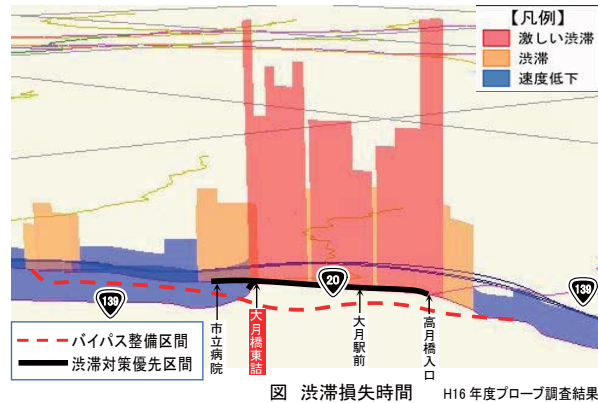 【凡例】
激しい渋滞
渋滞
速度低下
139
20
139
市立病院
大月橋東詰
大月駅前
高月橋入口
バイパス整備区間
渋滞対策優先区間
図 渋滞損失時間 H16年度プローブ調査結果